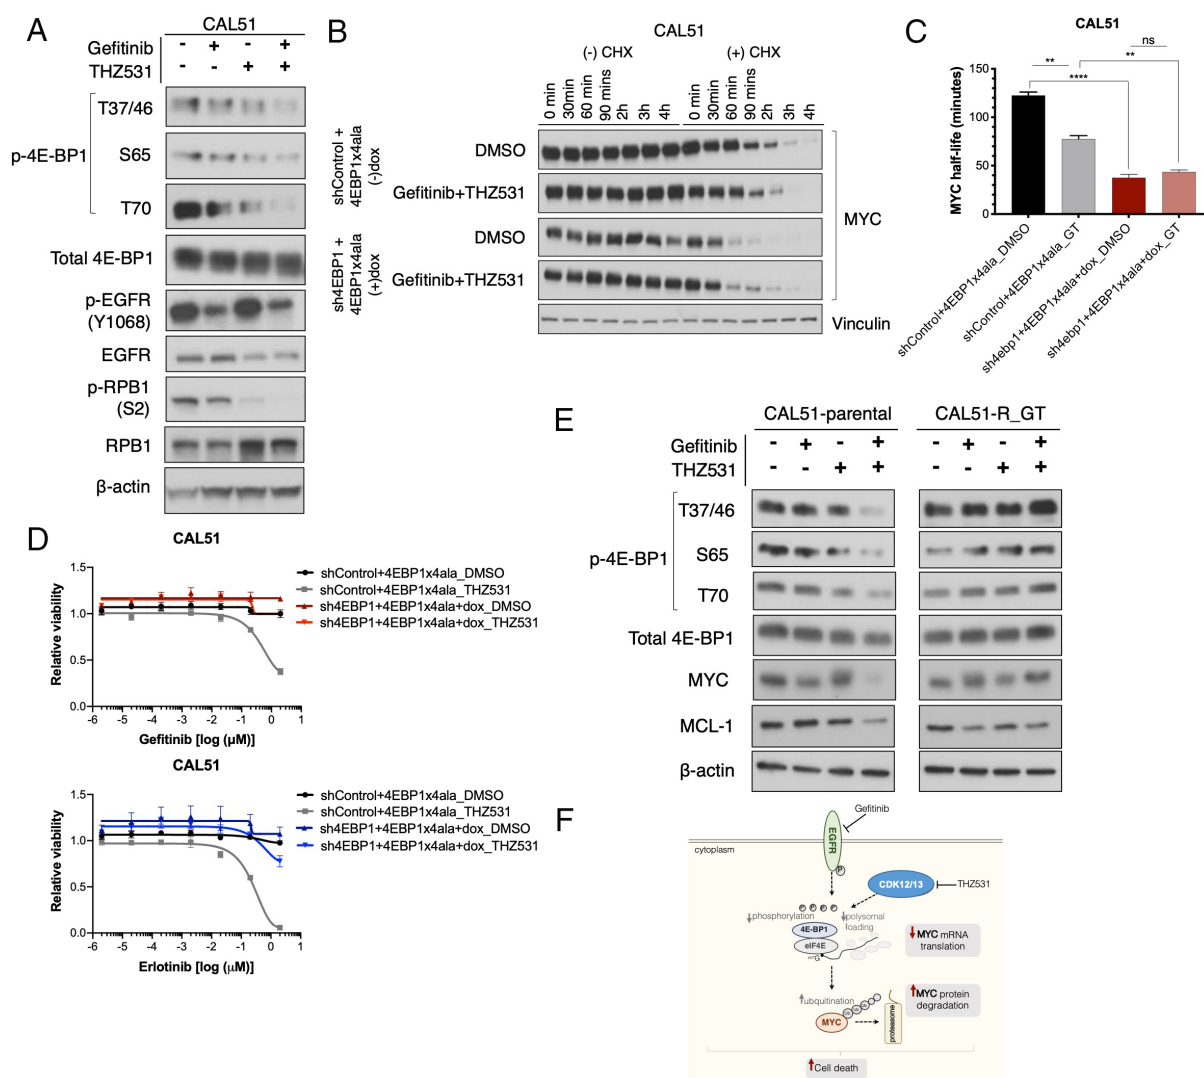 A
CAL51
Gefitinib - + - +
THZ531 - - + +
p-4E-BP1
T37/46
S65
T70
Total 4E-BP1
p-EGFR
(Y1068)
EGFR
p-RPB1
(S2)
RPB1
β-actin
B
CAL51
(-) CHX (+) CHX
0 min 30min 60 min 90 mins 2h 3h 4h 0 min 30min 60 min 90 mins 2h 3h 4h
shControl +
4EBP1x4ala
(-)dox
DMSO
Gefitinib+THZ531
sh4EBP1 +
4EBP1x4ala
(+)dox
DMSO
Gefitinib+THZ531
MYC
Vinculin
C
CAL51
ns
** **
****
MYC half-life (minutes)
150
100
50
0
shControl+4EBP1x4ala_DMSO
shControl+4EBP1x4ala_GT
sh4ebp1+4EBP1x4ala+dox_DMSO
sh4ebp1+4EBP1x4ala+dox_GT
D
CAL51
Relative viability
1.5
1.0
0.5
0.0
-6 -5 -4 -3 -2 -1 0 1
Gefitinib [log (µM)]
shControl+4EBP1x4ala_DMSO
shControl+4EBP1x4ala_THZ531
sh4EBP1+4EBP1x4ala+dox_DMSO
sh4EBP1+4EBP1x4ala+dox_THZ531
CAL51
Relative viability
1.5
1.0
0.5
0.0
-6 -5 -4 -3 -2 -1 0 1
Erlotinib [log (µM)]
shControl+4EBP1x4ala_DMSO
shControl+4EBP1x4ala_THZ531
sh4EBP1+4EBP1x4ala+dox_DMSO
sh4EBP1+4EBP1x4ala+dox_THZ531
E
CAL51-parental CAL51-R_GT
Gefitinib - + - + - + - +
THZ531 - - + + - - + +
p-4E-BP1
T37/46
S65
T70
Total 4E-BP1
MYC
MCL-1
β-actin
F
Gefitinib
EGFR
cytoplasm
P
CDK12/13
THZ531
P P P P
phosphorylation
polysomal
loading
4E-BP1
eIF4E
m7G
MYC mRNA
translation
ubquitination
Ub Ub Ub
MYC
proteasome
MYC protein
degradation
Cell death